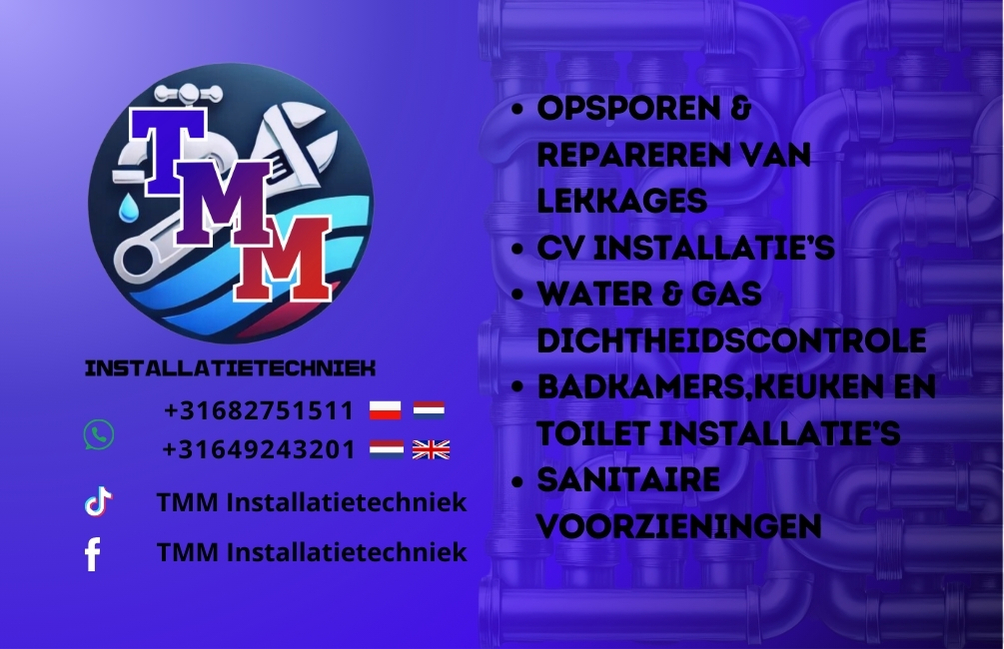 TMM
INSTALLATIETECHNIEK
+31682751511
+31649243201
TMM Installatietechniek
TMM Installatietechniek
• OPSPOREN &
REPAREREN VAN
LEKKAGES
• CV INSTALLATIE'S
• WATER & GAS
DICHTHEIDSCONTROLE
• BADKAMERS,KEUKEN EN
TOILET INSTALLATIE'S
• SANITAIRE
VOORZIENINGEN